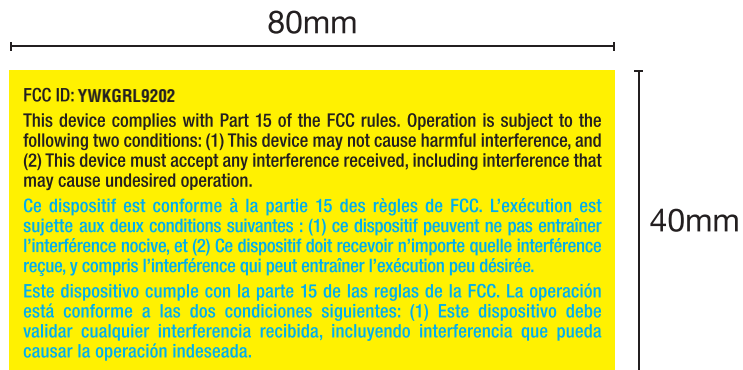 80mm
FCC ID: YWKGRL9202
This device complies with Part 15 of the FCC rules. Operation is subject to the
following two conditions: (1) This device may not cause harmful interference, and
(2) This device must accept any interference received, including interference that
may cause undesired operation.
Ce dispositif est conforme à la partie 15 des règles de FCC. L’exécution est
sujette aux deux conditions suivantes : (1) ce dispositif peuvent ne pas entraîner
l’interférence nocive, et (2) Ce dispositif doit recevoir n’importe quelle interférence
reçue, y compris l’interférence qui peut entraîner l’exécution peu désirée.
Este dispositivo cumple con la parte 15 de las reglas de la FCC. La operación
está conforme a las dos condiciones siguientes: (1) Este dispositivo debe
validar cualquier interferencia recibida, incluyendo interferencia que pueda
causar la operación indeseada.
40mm